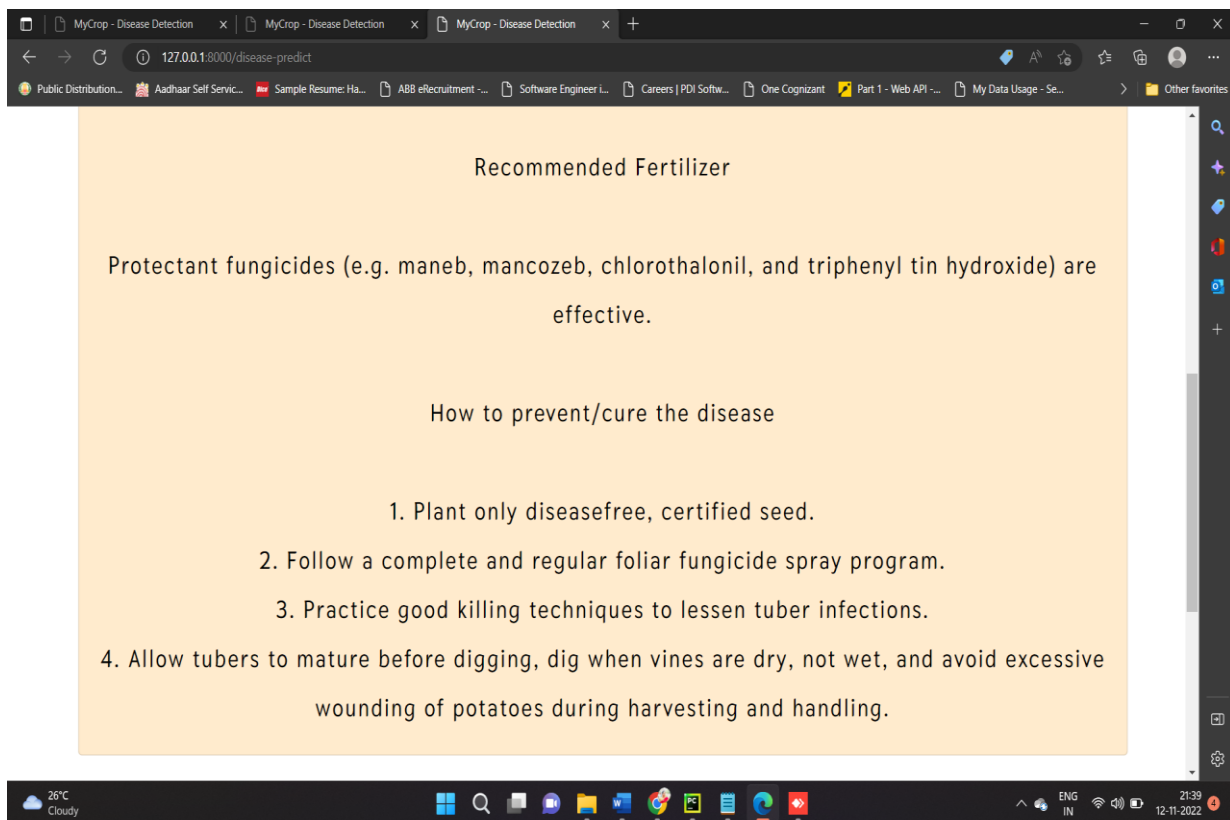 MyCrop - Disease Detection
MyCrop - Disease Detection
MyCrop - Disease Detection
127.0.0.1:8000/disease-predict
Public Distribution...
Aadhaar Self Servic...
Sample Resume: Ha...
ABB eRecruitment -...
Software Engineer i...
Careers | PDI Softw...
One Cognizant
Part 1 - Web API -...
My Data Usage - Se...
Other favorites
Recommended Fertilizer
Protectant fungicides (e.g. maneb, mancozeb, chlorothalonil, and triphenyl tin hydroxide) are
effective.
How to prevent/cure the disease
1. Plant only diseasefree, certified seed.
2. Follow a complete and regular foliar fungicide spray program.
3. Practice good killing techniques to lessen tuber infections.
4. Allow tubers to mature before digging, dig when vines are dry, not wet, and avoid excessive
wounding of potatoes during harvesting and handling.
26°C
Cloudy
ENG
IN
21:39
12-11-2022
4